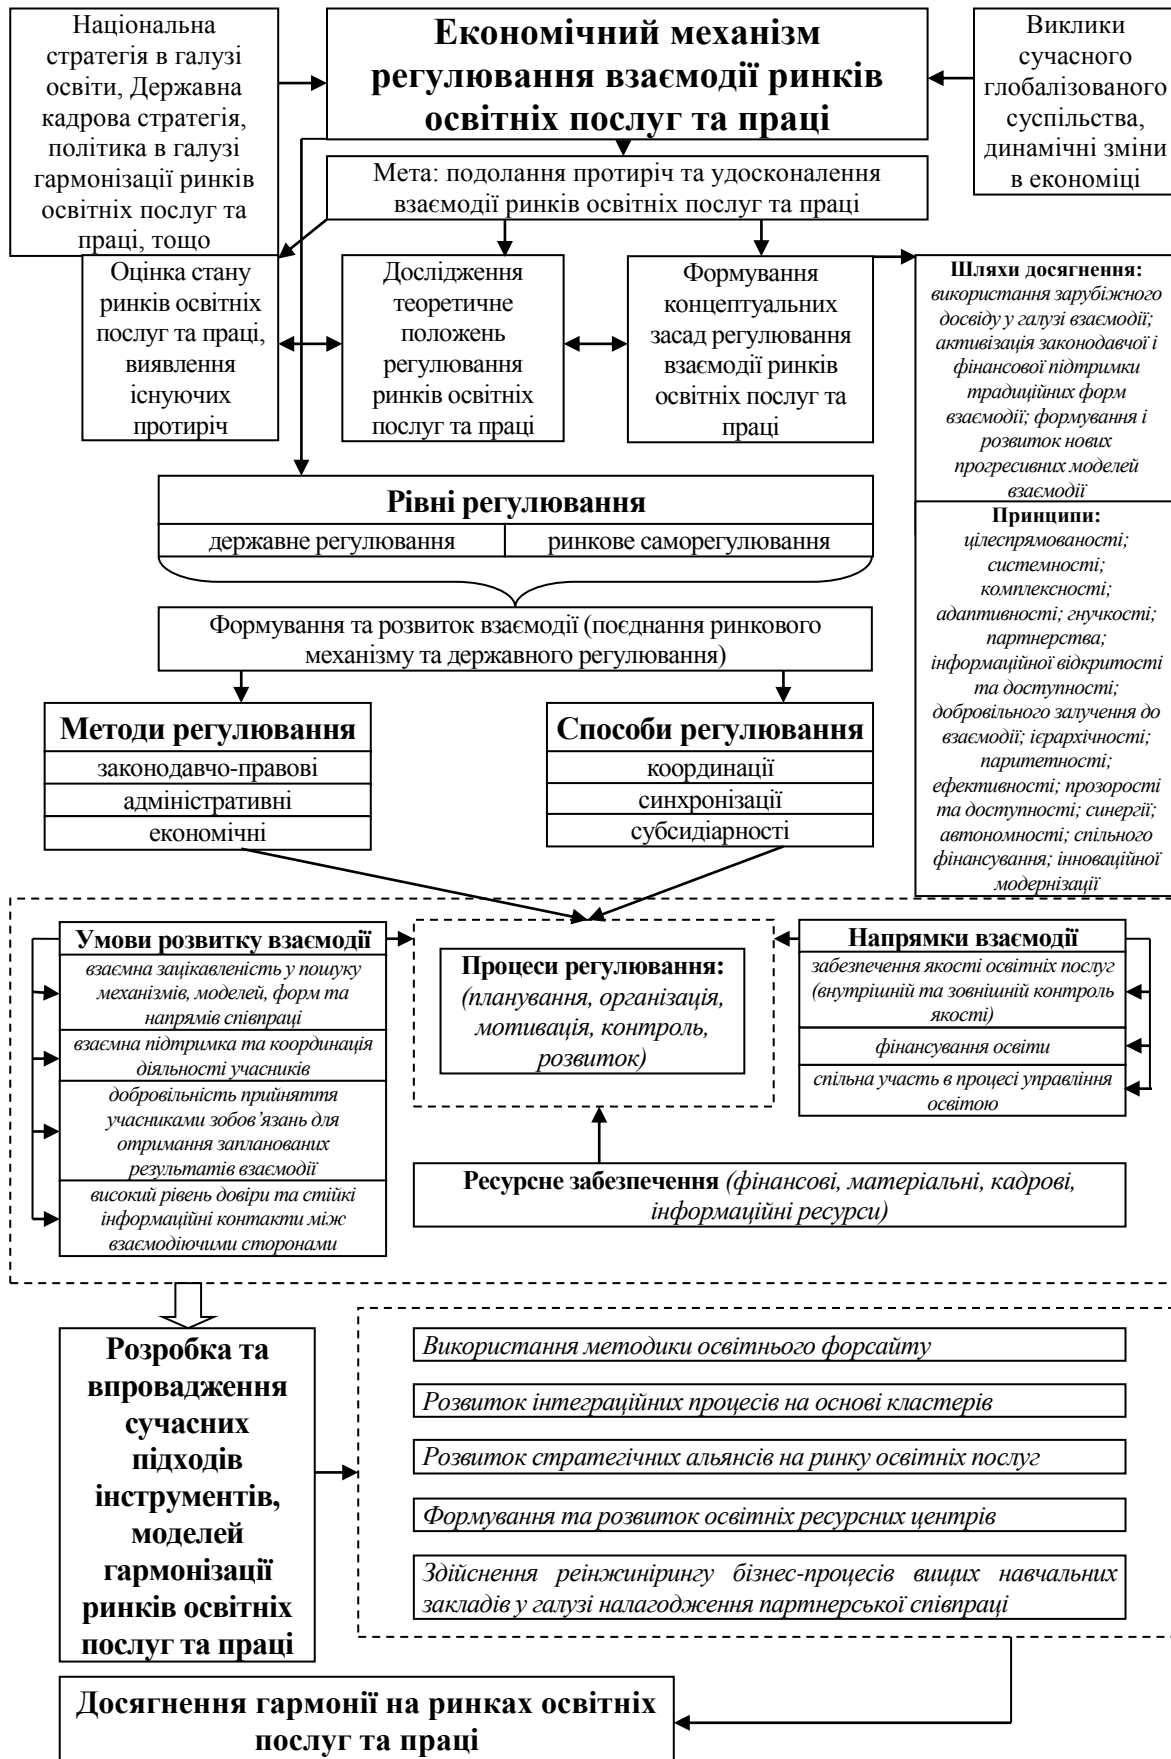 Національна
стратегія в галузі
освіти, Державна
кадрова стратегія,
політика в галузі
гармонізації ринків
освітніх послуг та
праці, тощо
Економічний механізм
регулювання взаємодії ринків
освітніх послуг та праці
Виклики
сучасного
глобалізованого
суспільства,
динамічні зміни
в економіці
Мета: подолання протиріч та удосконалення
взаємодії ринків освітніх послуг та праці
Оцінка стану
ринків освітніх
послуг та праці,
виявлення
існуючих
протиріч
Дослідження
теоретичне
положень
регулювання
ринків освітніх
послуг та праці
Формування
концептуальних
засад регулювання
взаємодії ринків
освітніх послуг та
праці
Шляхи досягнення:
використання зарубіжного
досвіду у галузі взаємодії;
активізація законодавчої і
фінансової підтримки
традиційних форм
взаємодії; формування і
розвиток нових
прогресивних моделей
взаємодії
Принципи:
цілеспрямованості;
системності;
комплексності;
адаптивності; гнучкості;
партнерства;
інформаційної відкритості
та доступності;
добровільного залучення до
взаємодії; ієрархічності;
паритетності;
ефективності; прозорості
та доступності; синергії;
автономності; спільного
фінансування; інноваційної
модернізації
Рівні регулювання
державне регулювання
ринкове саморегулювання
Формування та розвиток взаємодії (поєднання ринкового
механізму та державного регулювання)
Методи регулювання
законодавчо-правові
адміністративні
економічні
Способи регулювання
координації
синхронізації
субсидіарності
Умови розвитку взаємодії
взаємна зацікавленість у пошуку
механізмів, моделей, форм та
напрямів співпраці
взаємна підтримка та координація
діяльності учасників
добровільність прийняття
учасниками зобов’язань для
отримання запланованих
результатів взаємодії
високий рівень довіри та стійкі
інформаційні контакти між
взаємодіючими сторонами
Процеси регулювання:
(планування, організація,
мотивація, контроль,
розвиток)
Напрямки взаємодії
забезпечення якості освітніх послуг
(внутрішній та зовнішній контроль
якості)
фінансування освіти
спільна участь в процесі управління
освітою
Ресурсне забезпечення (фінансові, матеріальні, кадрові,
інформаційні ресурси)
Розробка та
впровадження
сучасних
підходів
інструментів,
моделей
гармонізації
ринків освітніх
послуг та праці
Використання методики освітнього форсайту
Розвиток інтеграційних процесів на основі кластерів
Розвиток стратегічних альянсів на ринку освітніх послуг
Формування та розвиток освітніх ресурсних центрів
Здійснення реінжинірингу бізнес-процесів вищих навчальних
закладів у галузі налагодження партнерської співпраці
Досягнення гармонії на ринках освітніх
послуг та праці